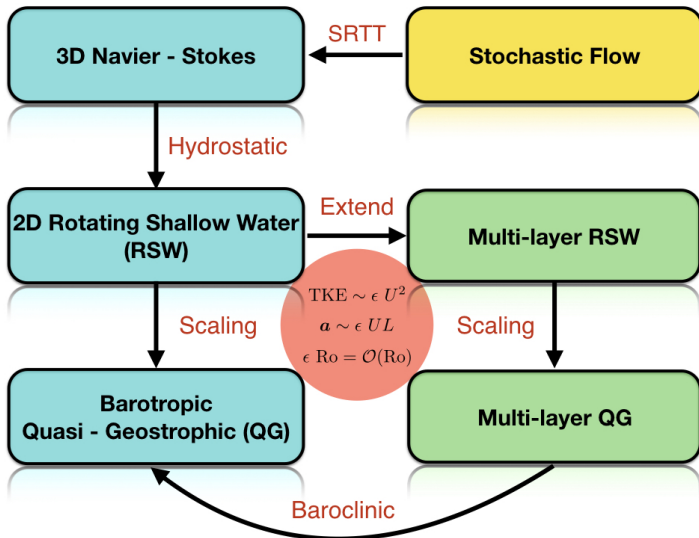 3D Navier - Stokes
SRTT
Stochastic Flow
Hydrostatic
2D Rotating Shallow Water
(RSW)
Extend
Multi-layer RSW
TKE ∼ ϵ U²
a ∼ ϵ UL
ϵ Ro = 𝒪(Ro)
Scaling
Scaling
Barotropic
Quasi - Geostrophic (QG)
Multi-layer QG
Baroclinic